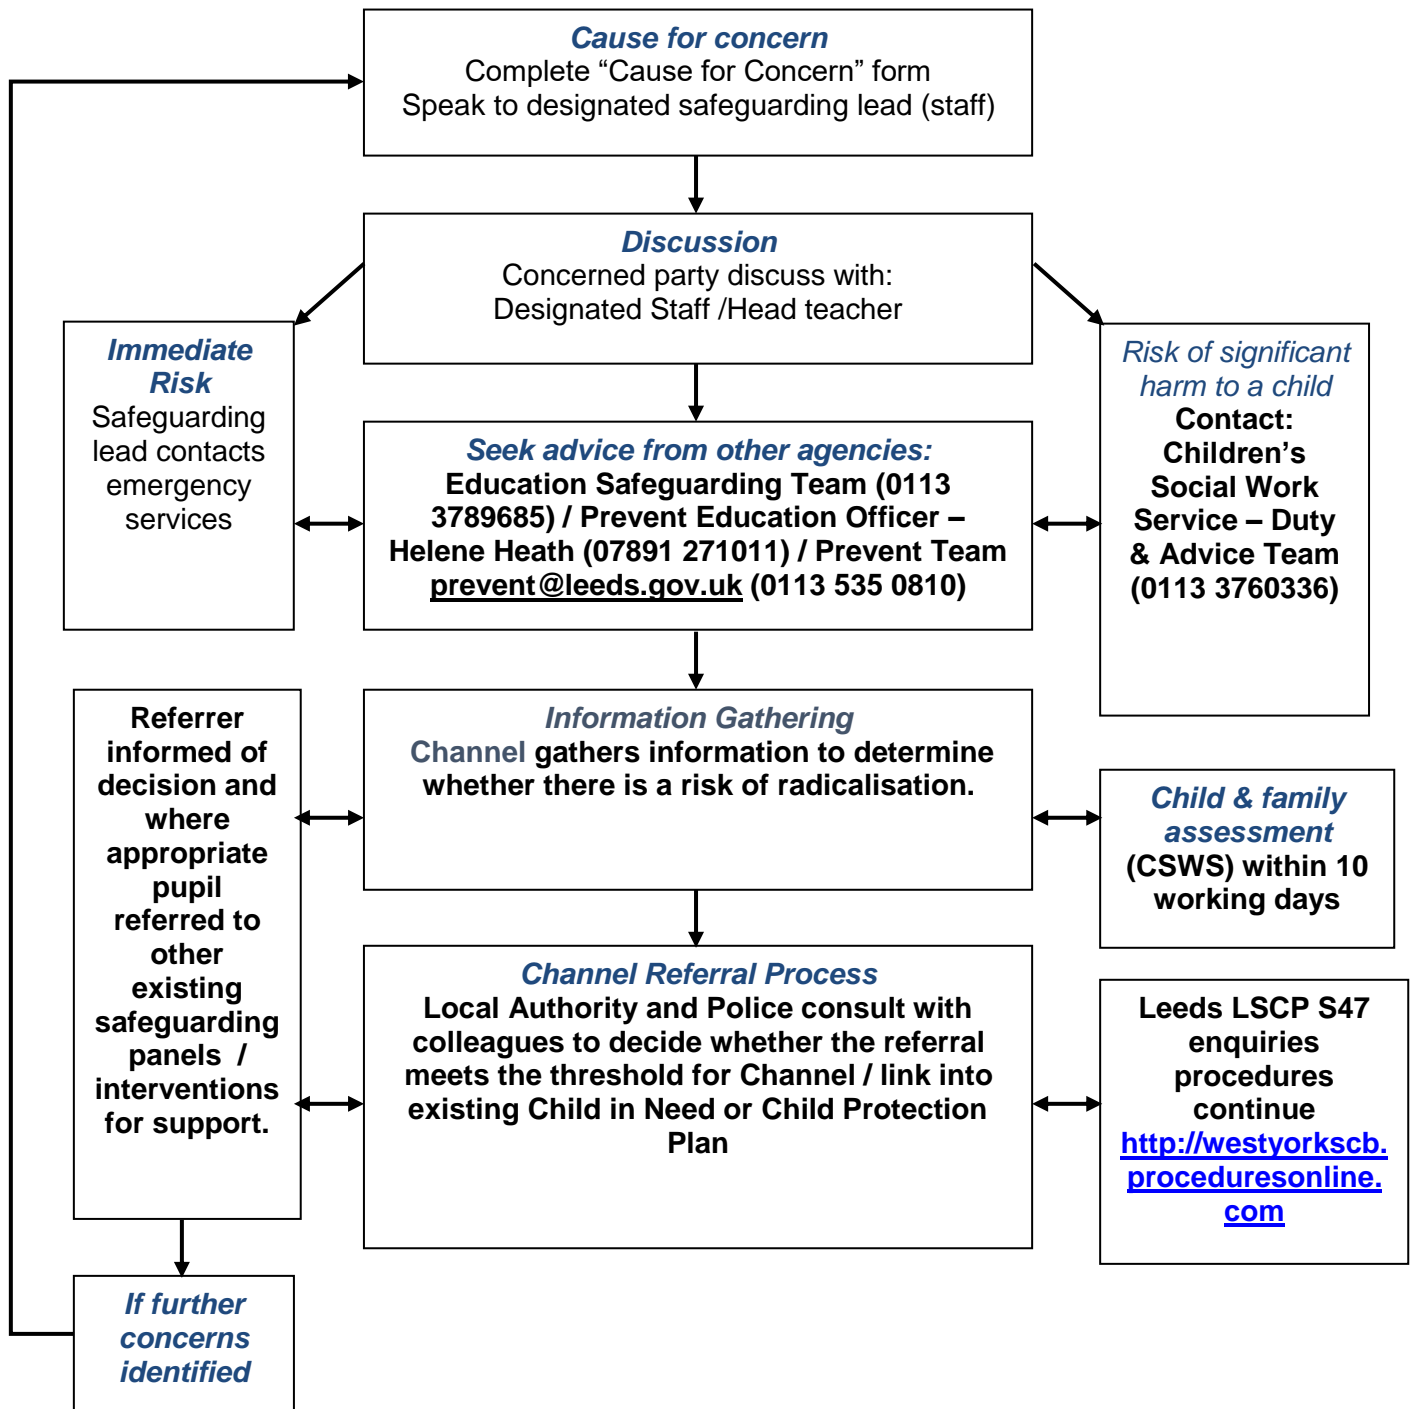 Cause for concern
Complete “Cause for Concern” form
Speak to designated safeguarding lead (staff)
Discussion
Concerned party discuss with:
Designated Staff /Head teacher
Immediate
Risk
Safeguarding
lead contacts
emergency
services
Seek advice from other agencies:
Education Safeguarding Team (0113
3789685) / Prevent Education Officer –
Helene Heath (07891 271011) / Prevent Team
prevent@leeds.gov.uk (0113 535 0810)
Risk of significant
harm to a child
Contact:
Children’s
Social Work
Service – Duty
& Advice Team
(0113 3760336)
Referrer
informed of
decision and
where
appropriate
pupil
referred to
other
existing
safeguarding
panels /
interventions
for support.
Information Gathering
Channel gathers information to determine
whether there is a risk of radicalisation.
Child & family
assessment
(CSWS) within 10
working days
Channel Referral Process
Local Authority and Police consult with
colleagues to decide whether the referral
meets the threshold for Channel / link into
existing Child in Need or Child Protection
Plan
Leeds LSCP S47
enquiries
procedures
continue
http://westyorkscb.
proceduresonline.
com
If further
concerns
identified